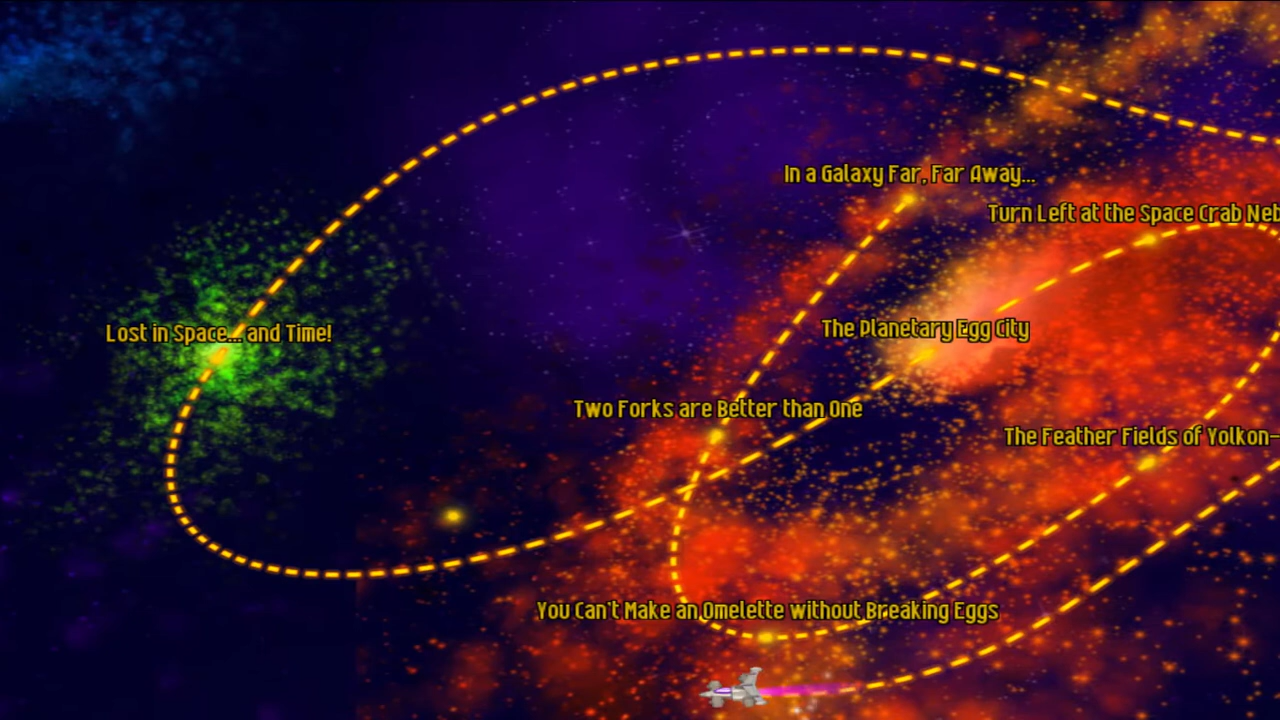 In a Galaxy Far, Far Away...
Turn Left at the Space Crab Neb
The Planetary Egg City
Lost in Space... and Time!
Two Forks are Better than One
The Feather Fields of Yolkon–
You Can't Make an Omelette without Breaking Eggs